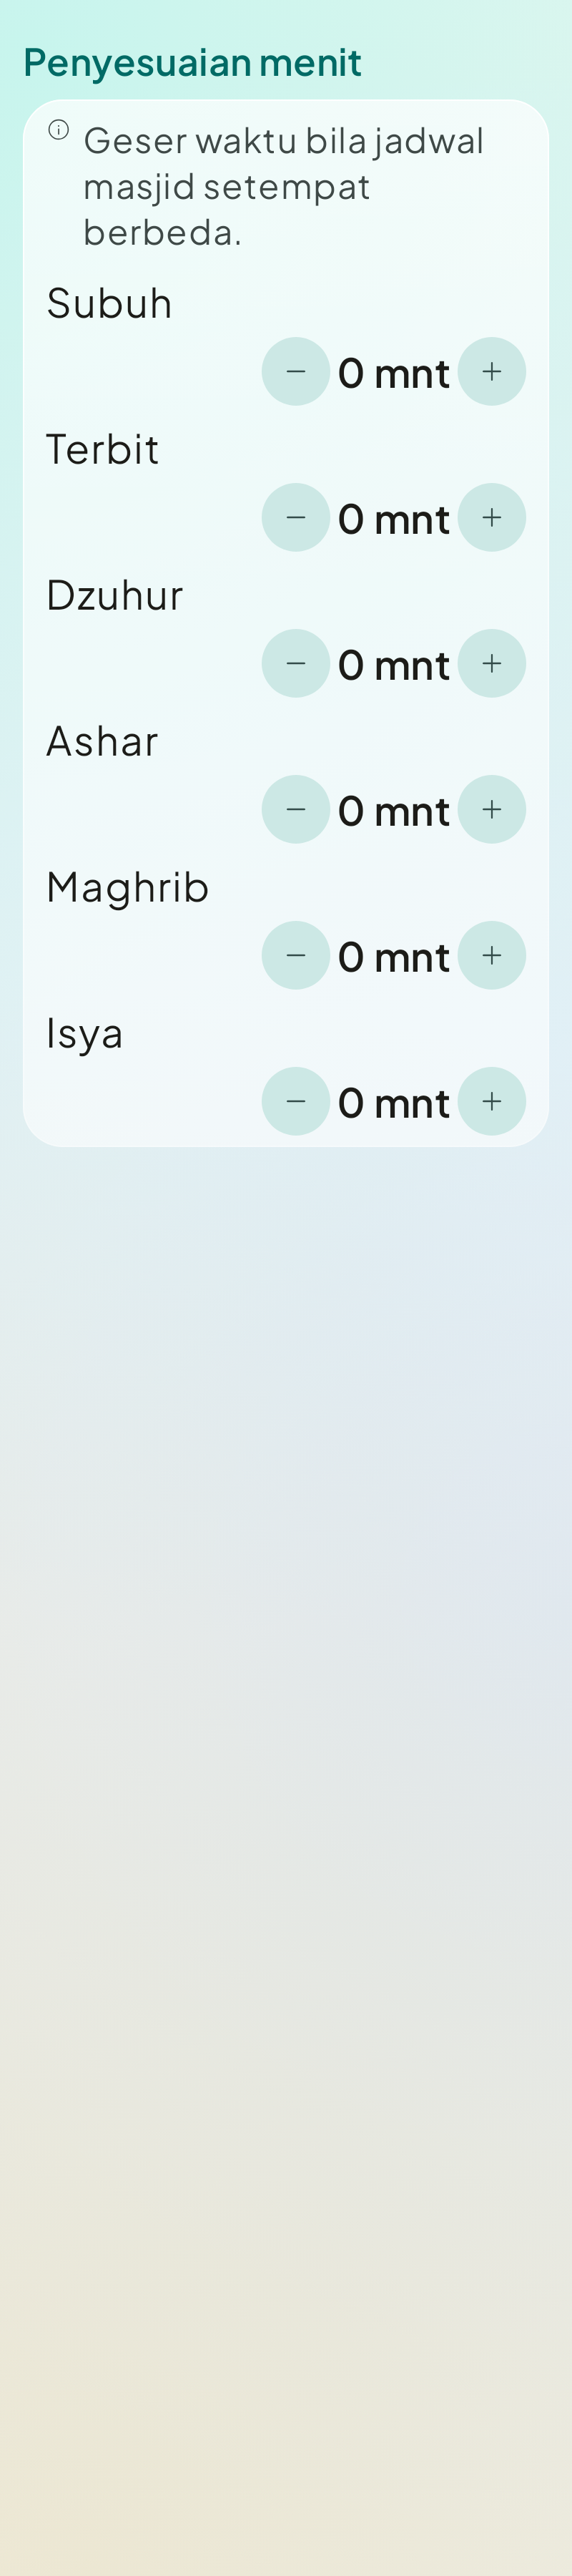 Penyesuaian menit
Geser waktu bila jadwal
masjid setempat
berbeda.
Subuh
− 0 mnt +
Terbit
− 0 mnt +
Dzuhur
− 0 mnt +
Ashar
− 0 mnt +
Maghrib
− 0 mnt +
Isya
− 0 mnt +